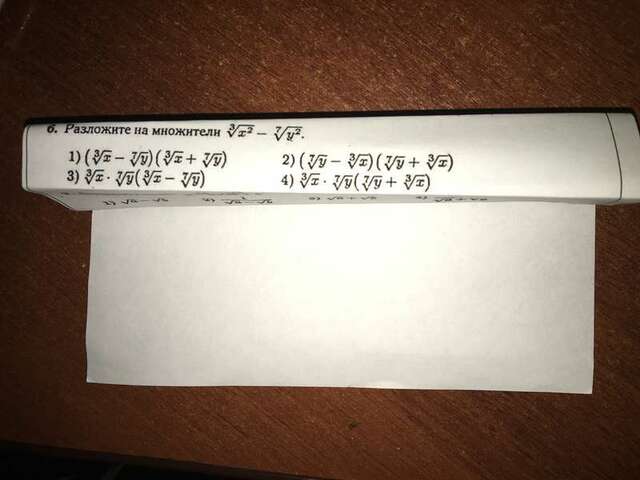 6. Разложите на множители ∛x² − ⁷√y².
1) (∛x − ⁷√y)(∛x + ⁷√y) 2) (⁷√y − ∛x)(⁷√y + ∛x)
3) ∛x · ⁷√y(∛x − ⁷√y) 4) ∛x · ⁷√y(⁷√y + ∛x)